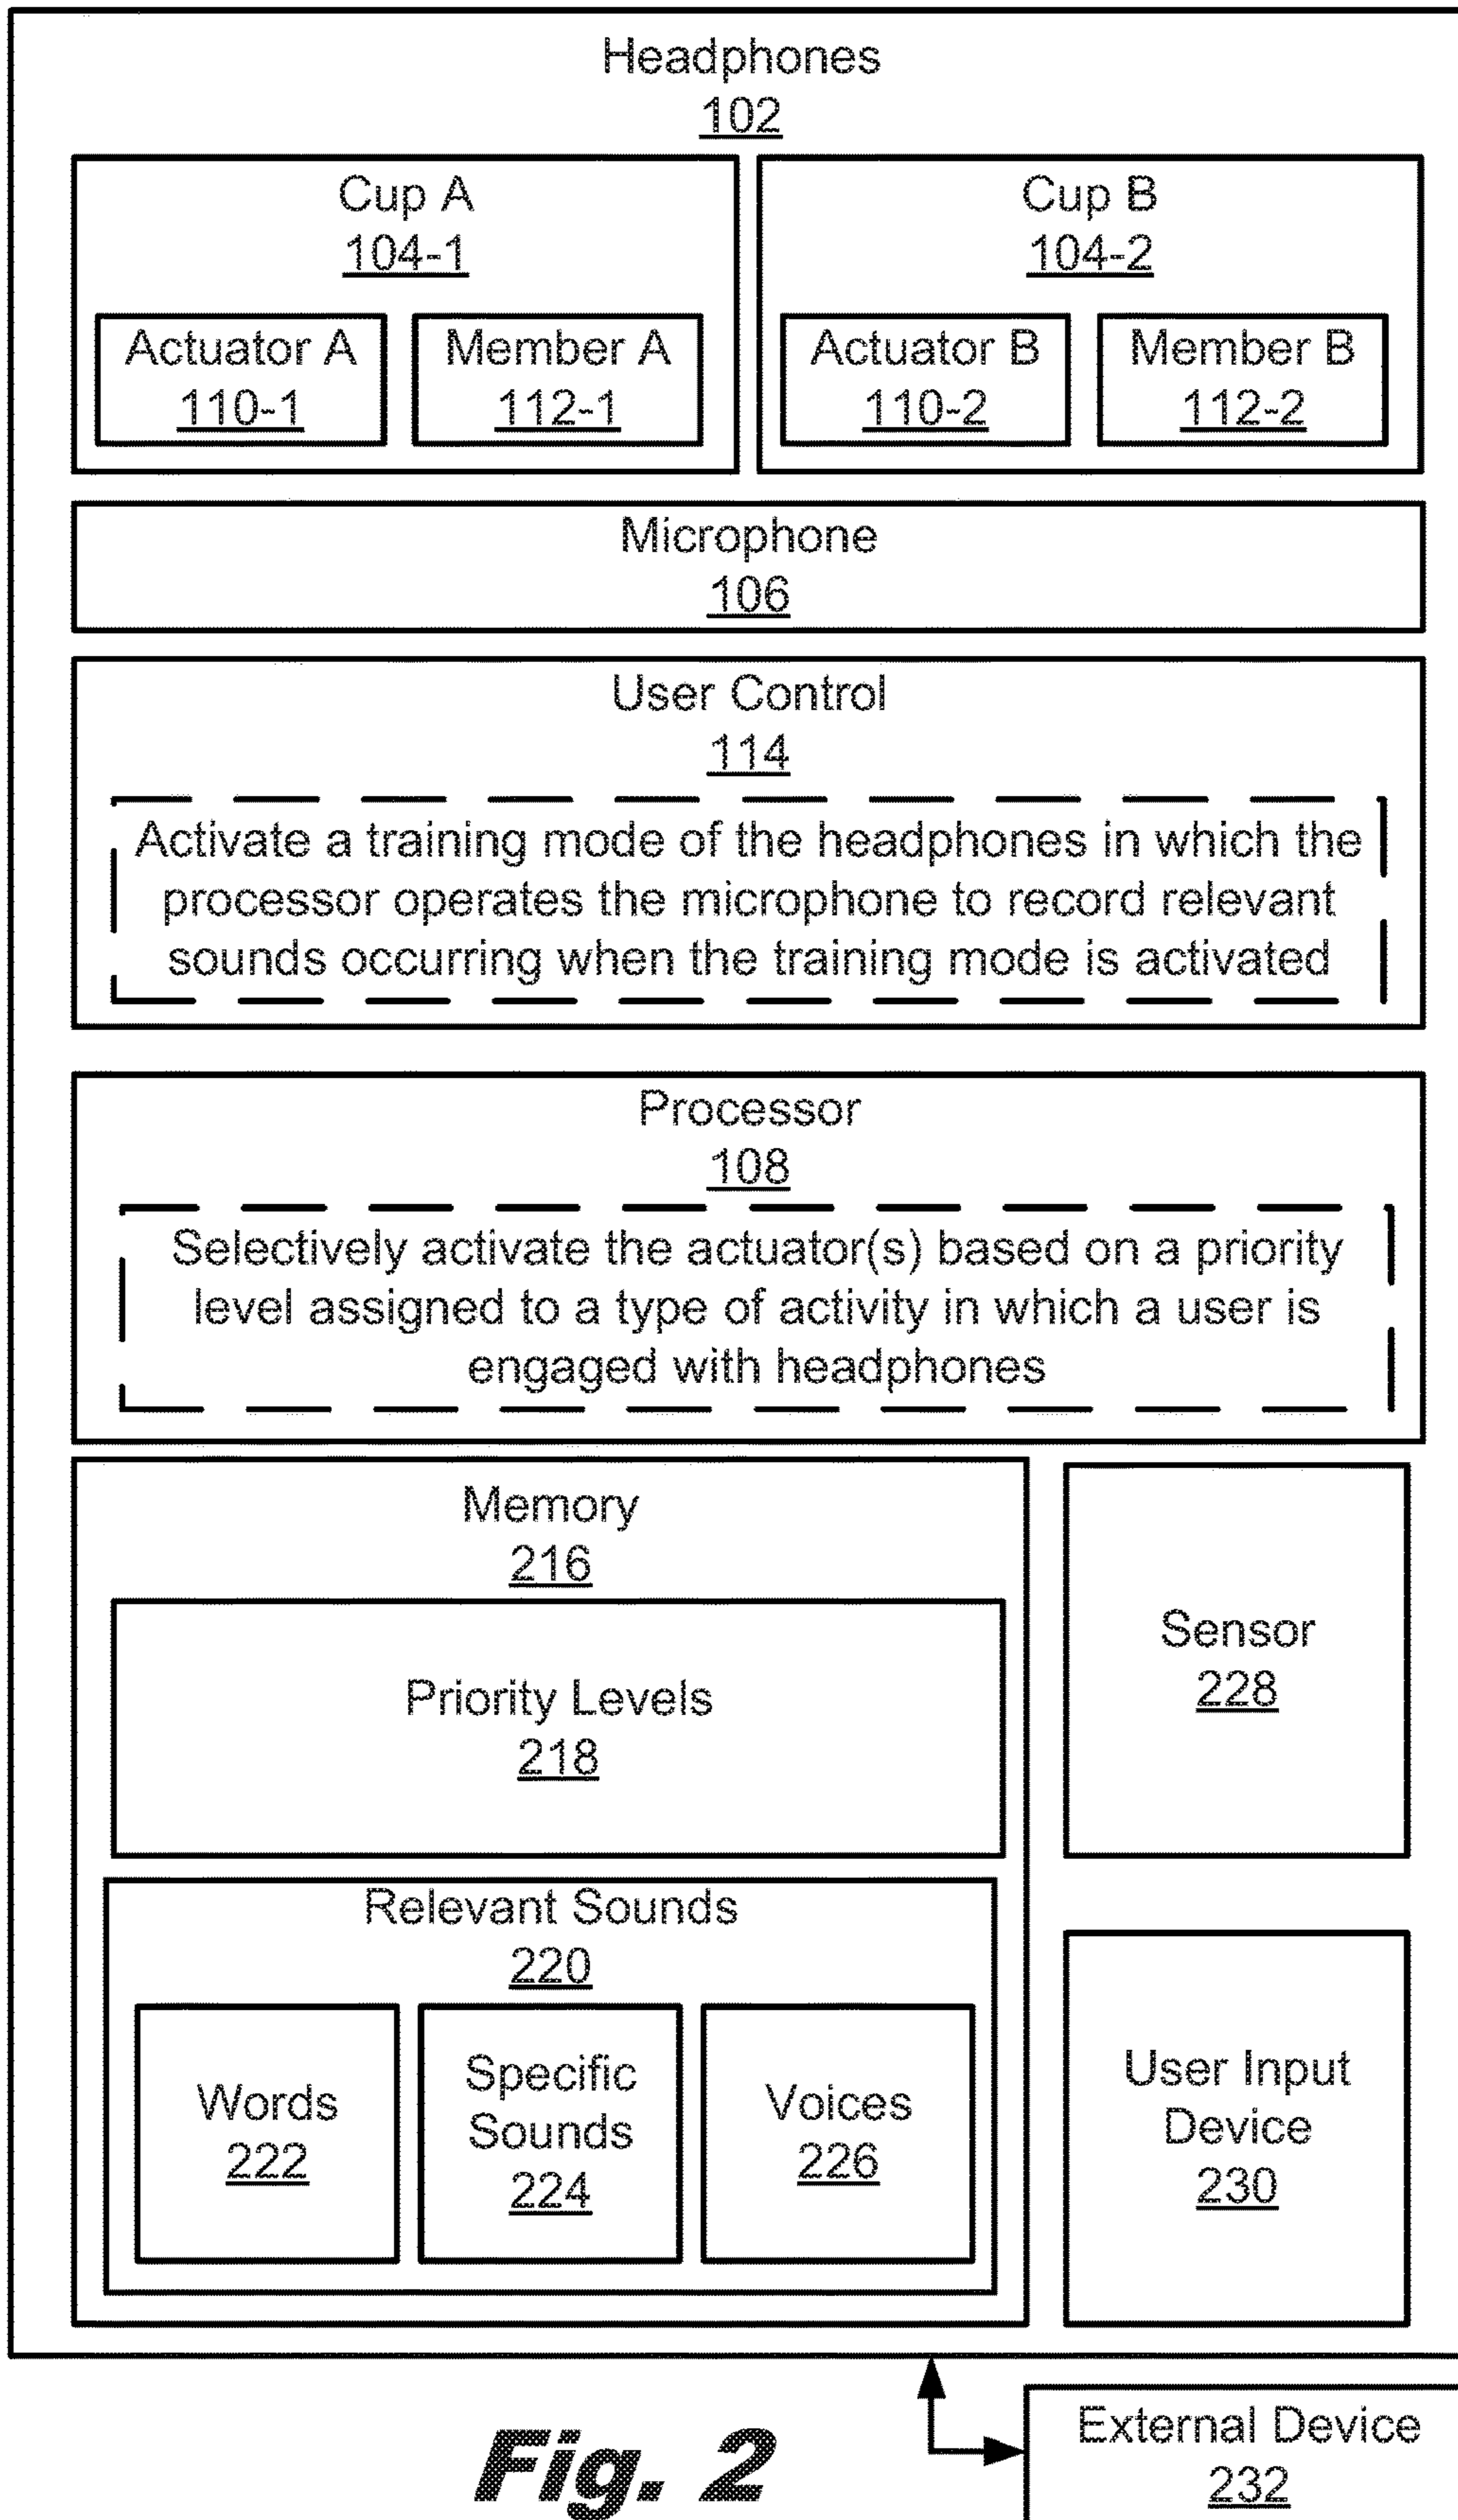 Headphones
102
Cup A
104-1
Actuator A
110-1
Member A
112-1
Cup B
104-2
Actuator B
110-2
Member B
112-2
Microphone
106
User Control
114
Activate a training mode of the headphones in which the
processor operates the microphone to record relevant
sounds occurring when the training mode is activated
Processor
108
Selectively activate the actuator(s) based on a priority
level assigned to a type of activity in which a user is
engaged with headphones
Memory
216
Priority Levels
218
Relevant Sounds
220
Words
222
Specific
Sounds
224
Voices
226
Sensor
228
User Input
Device
230
External Device
232
Fig. 2